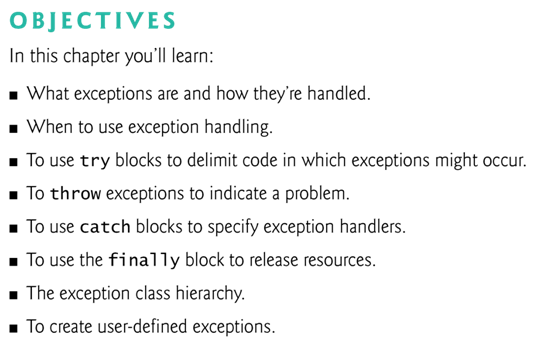 OBJECTIVES
In this chapter you'll learn:
■ What exceptions are and how they're handled.
■ When to use exception handling.
■ To use try blocks to delimit code in which exceptions might occur.
■ To throw exceptions to indicate a problem.
■ To use catch blocks to specify exception handlers.
■ To use the finally block to release resources.
■ The exception class hierarchy.
■ To create user-defined exceptions.